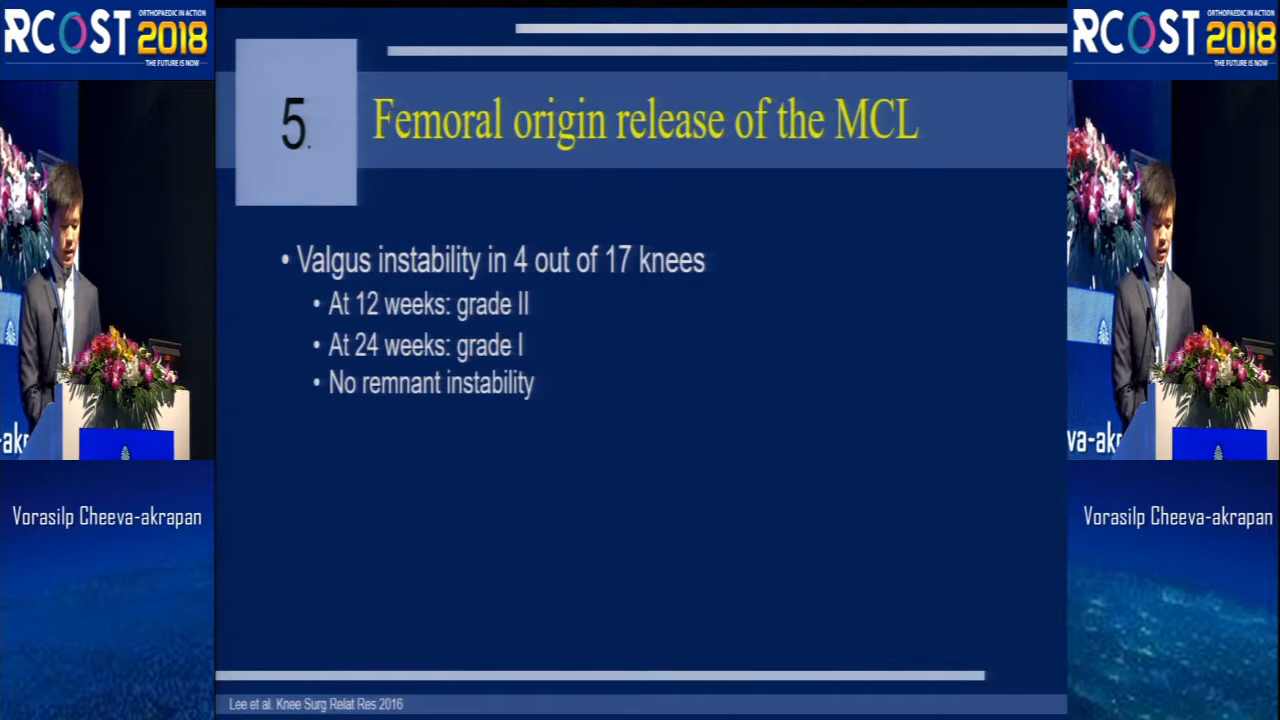 RCOST
ORTHOPAEDIC IN ACTION
2018
THE FUTURE IS NOW
RCOST
ORTHOPAEDIC IN ACTION
2018
THE FUTURE IS NOW
5.
Femoral origin release of the MCL
• Valgus instability in 4 out of 17 knees
• At 12 weeks: grade II
• At 24 weeks: grade I
• No remnant instability
-ak
va-ak
Vorasilp Cheeva-akrapan
Vorasilp Cheeva-akrapan
Lee et al. Knee Surg Relat Res 2016